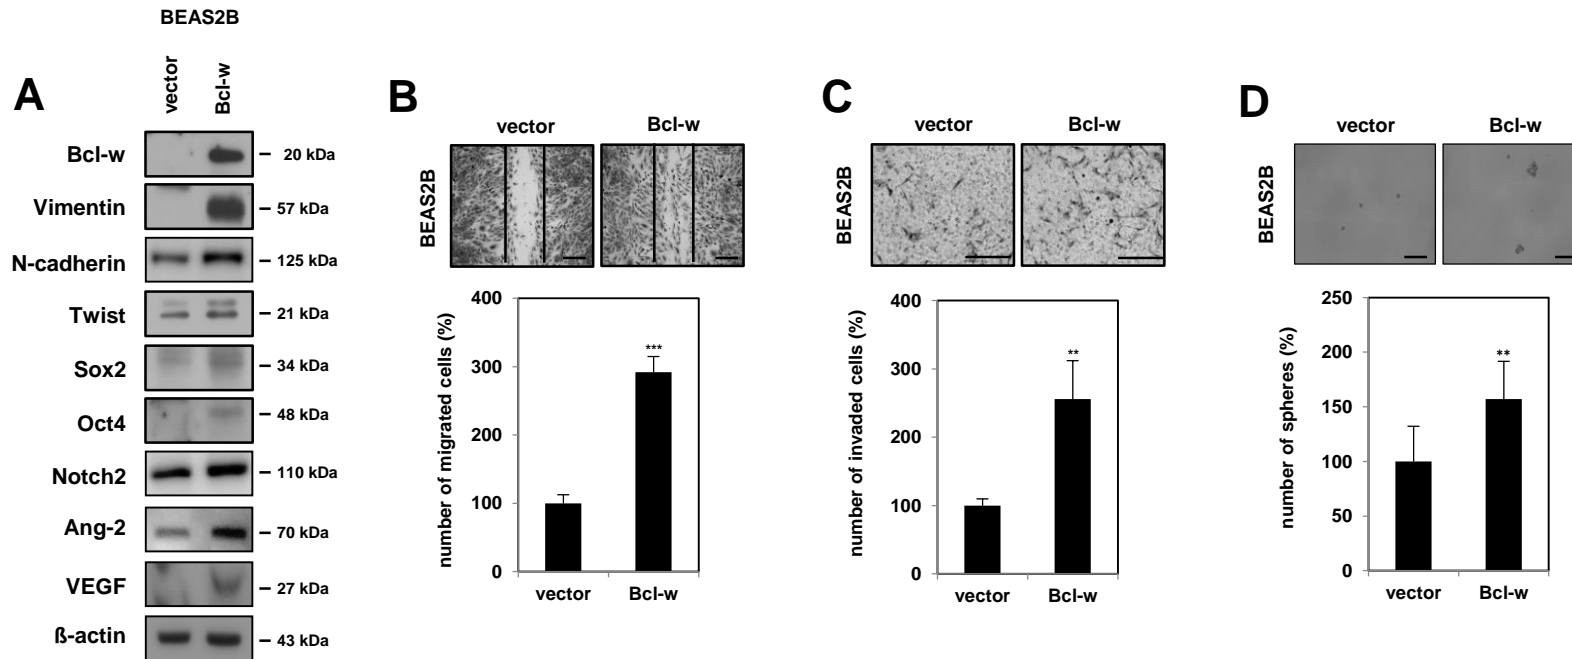 BEAS2B
vector
Bcl-w
A
Bcl-w
20 kDa
Vimentin
57 kDa
N-cadherin
125 kDa
Twist
21 kDa
Sox2
34 kDa
Oct4
48 kDa
Notch2
110 kDa
Ang-2
70 kDa
VEGF
27 kDa
ß-actin
43 kDa
B
vector
Bcl-w
BEAS2B
number of migrated cells (%)
400
300
200
100
0
***
vector
Bcl-w
C
vector
Bcl-w
BEAS2B
number of invaded cells (%)
400
300
200
100
0
**
vector
Bcl-w
D
vector
Bcl-w
BEAS2B
number of spheres (%)
250
200
150
100
50
0
**
vector
Bcl-w